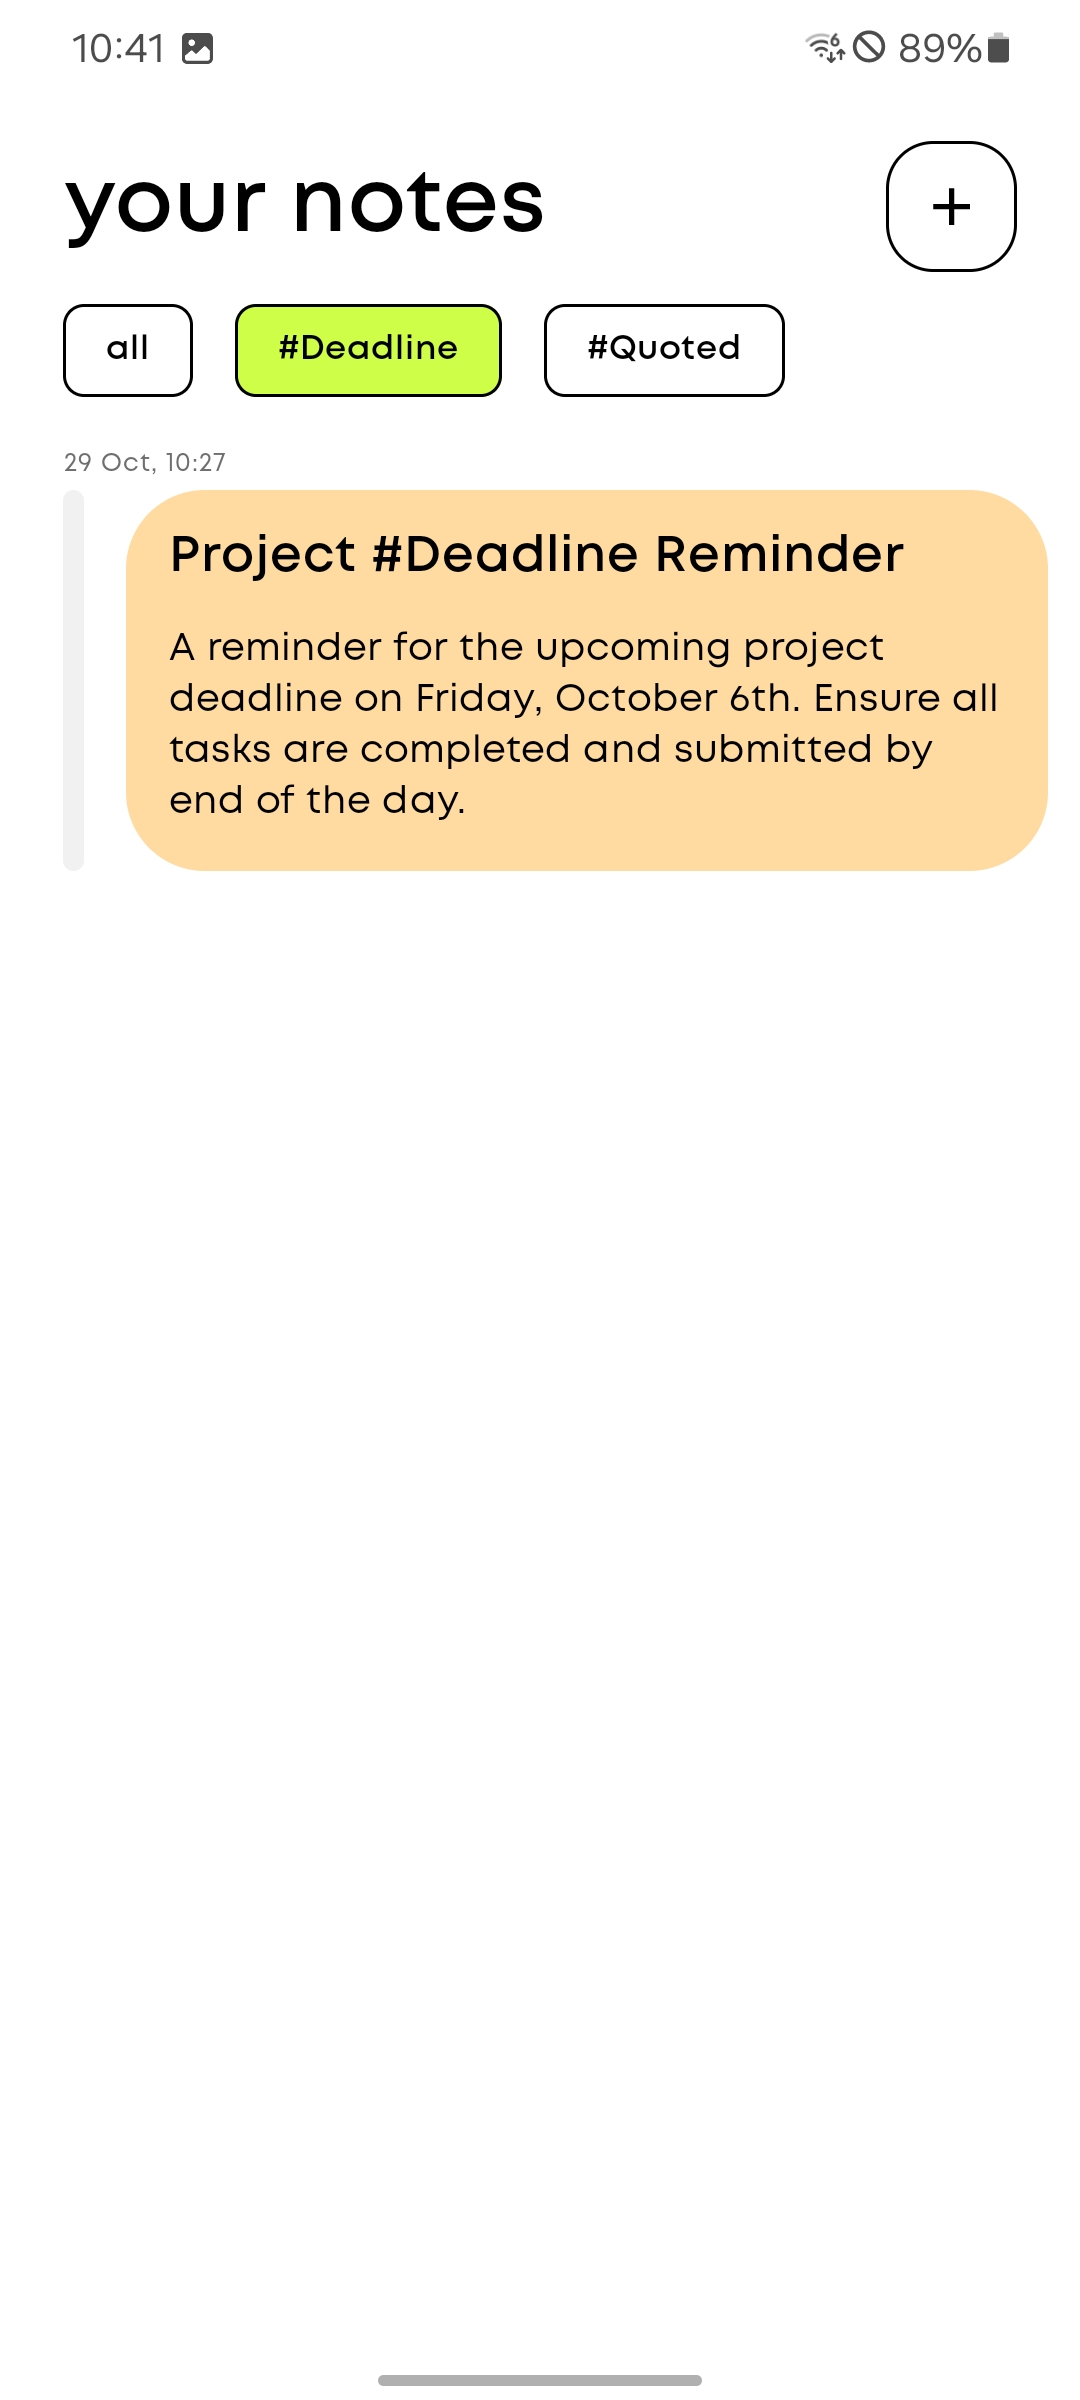 10:41
6 89%
your notes
+
all #Deadline #Quoted
29 Oct, 10:27
Project #Deadline Reminder
A reminder for the upcoming project
deadline on Friday, October 6th. Ensure all
tasks are completed and submitted by
end of the day.